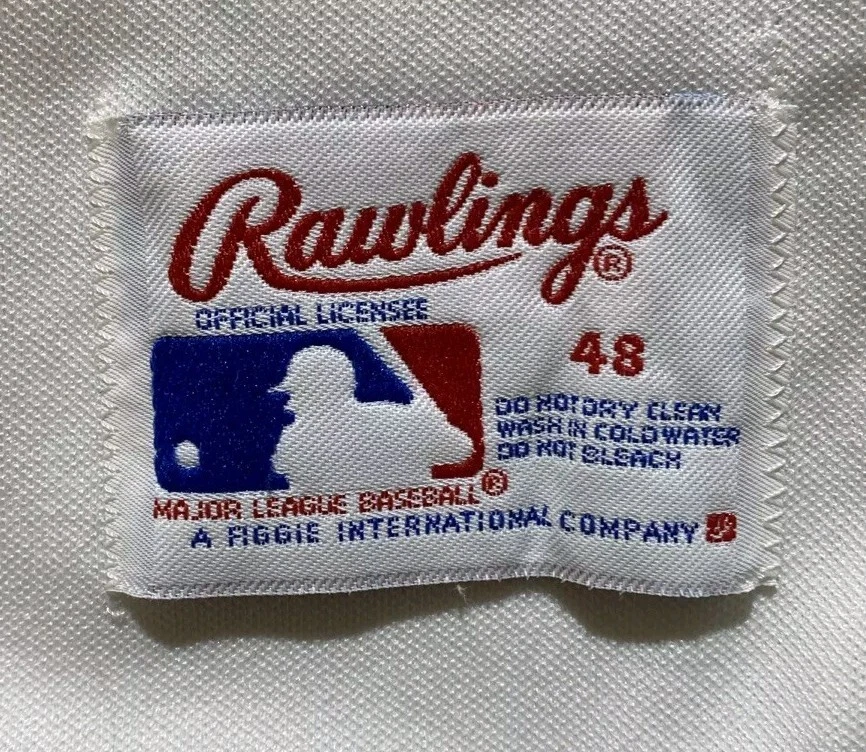 Rawlings®
OFFICIAL LICENSEE
48
DO NOT DRY CLEAN
WASH IN COLD WATER
DO NOT BLEACH
MAJOR LEAGUE BASEBALL®
A FIGGIE INTERNATIONAL COMPANY